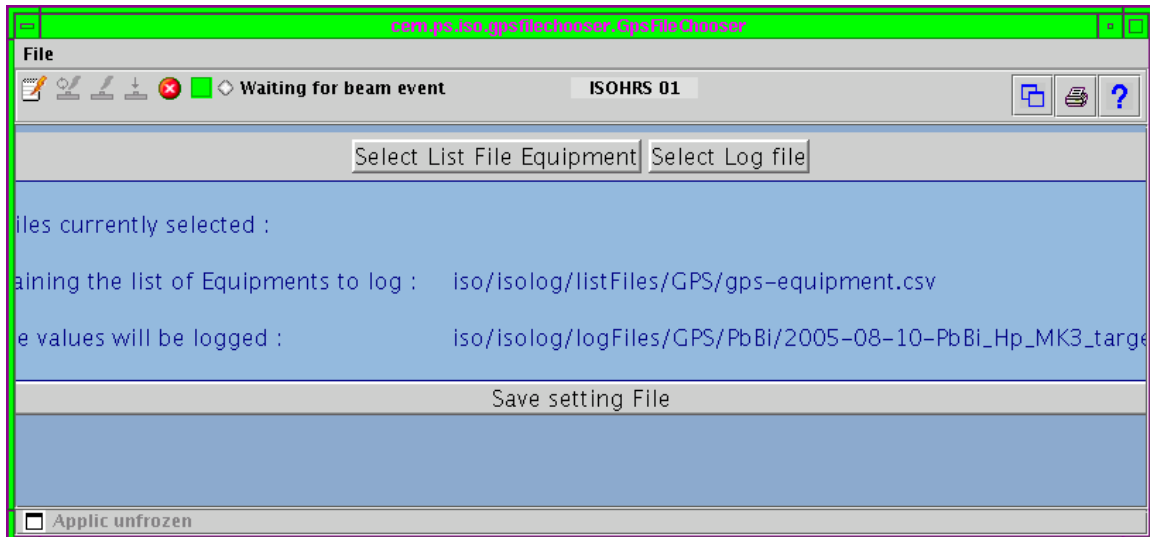 cern.ps.iso.gpsfilechooser.GpsFileChooser
File
Waiting for beam event ISOHRS 01 ?
Select List File Equipment Select Log file
iles currently selected :
aining the list of Equipments to log : iso/isolog/listFiles/GPS/gps-equipment.csv
e values will be logged : iso/isolog/logFiles/GPS/PbBi/2005-08-10-PbBi_Hp_MK3_targe
Save setting File
Applic unfrozen